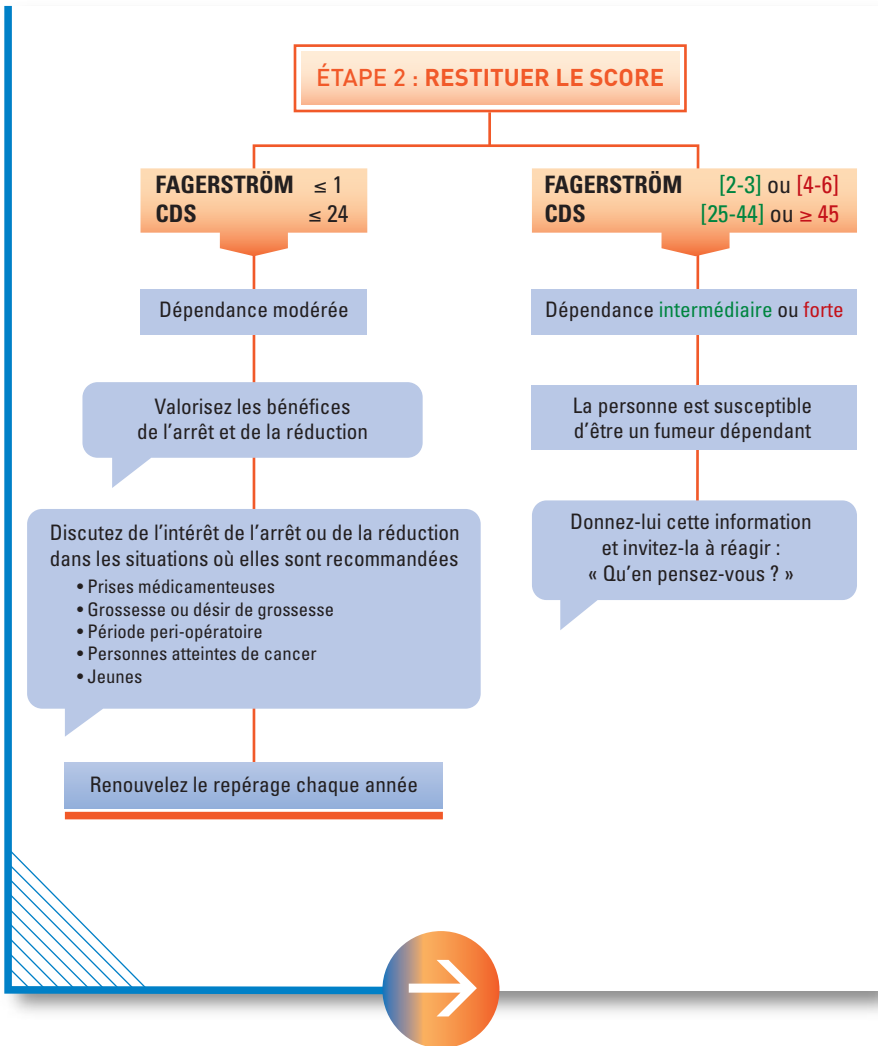 ÉTAPE 2 : RESTITUER LE SCORE
FAGERSTRÖM ≤ 1
CDS ≤ 24
Dépendance modérée
Valorisez les bénéfices
de l'arrêt et de la réduction
Discutez de l'intérêt de l'arrêt ou de la réduction
dans les situations où elles sont recommandées
• Prises médicamenteuses
• Grossesse ou désir de grossesse
• Période peri-opératoire
• Personnes atteintes de cancer
• Jeunes
Renouvelez le repérage chaque année
FAGERSTRÖM [2-3] ou [4-6]
CDS [25-44] ou ≥ 45
Dépendance intermédiaire ou forte
La personne est susceptible
d'être un fumeur dépendant
Donnez-lui cette information
et invitez-la à réagir :
« Qu'en pensez-vous ? »